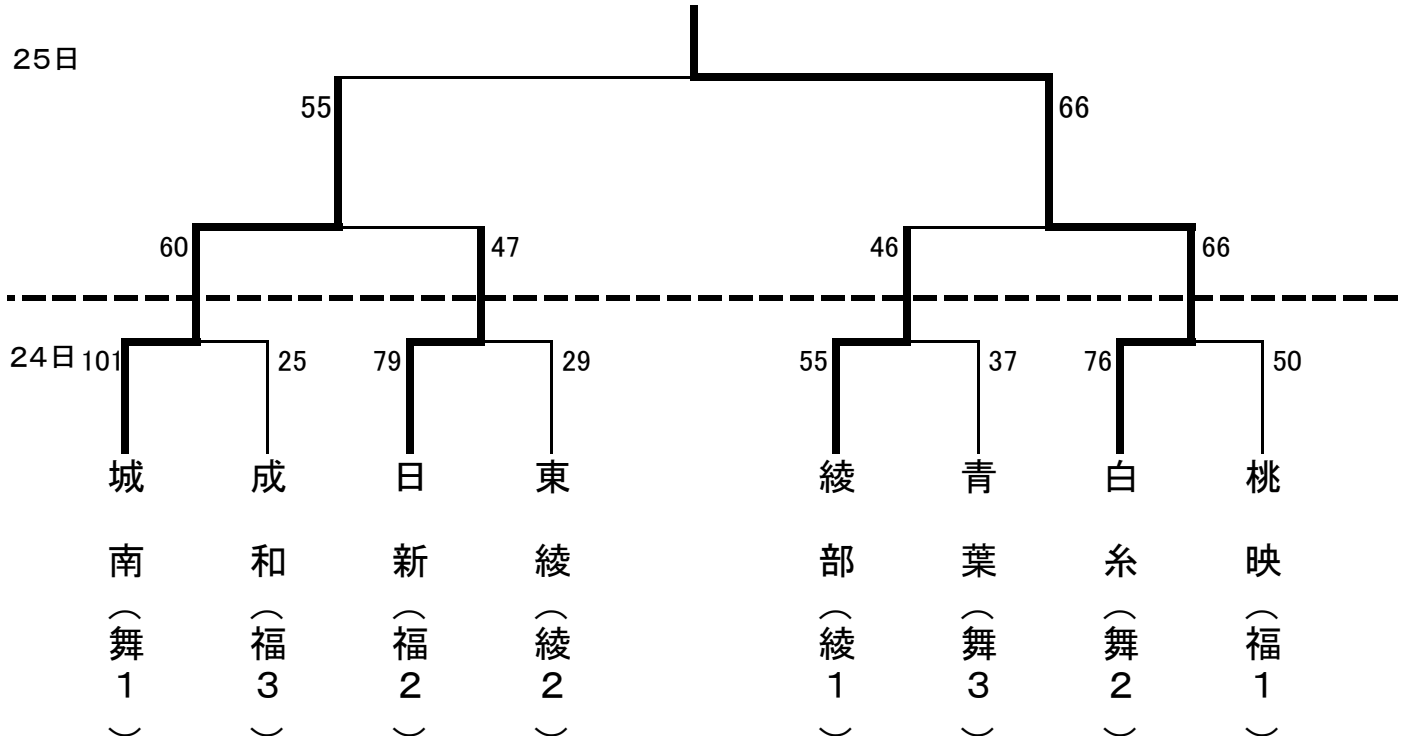 25日
55
66
60
47
46
66
24日
101
25
79
29
55
37
76
50
城南（舞１）
成和（福３）
日新（福２）
東綾（綾２）
綾部（綾１）
青葉（舞３）
白糸（舞２）
桃映（福１）